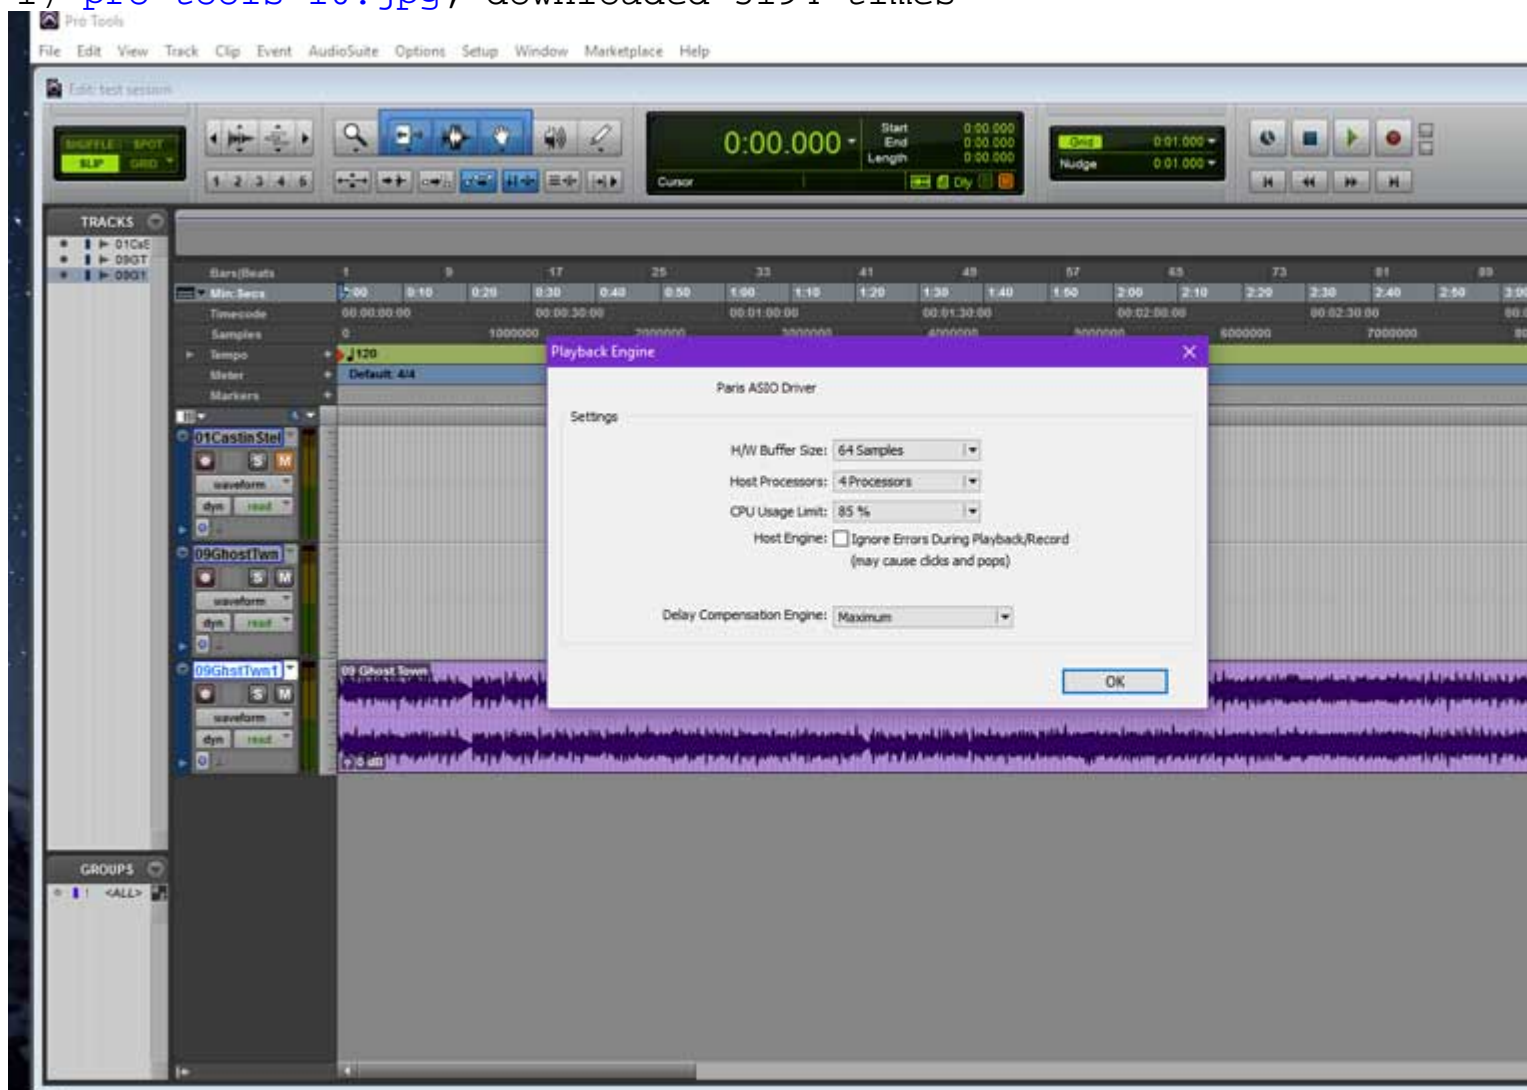 Pro Tools
File Edit View Track Clip Event AudioSuite Options Setup Window Marketplace Help
Edit: test session
SHUFFLE SPOT
SLIP GRID
1 2 3 4 5
0:00.000
Start 0:00.000
End 0:00.000
Length 0:00.000
Cursor
Dly
Grid 0:01.000
Nudge 0:01.000
TRACKS
01CsS
09GT
09G1
Bars|Beats 1 9 17 25 33 41 49 57 65 73 81 89
Min:Secs 0:00 0:10 0:20 0:30 0:40 0:50 1:00 1:10 1:20 1:30 1:40 1:50 2:00 2:10 2:20 2:30 2:40 2:50 3:00
Timecode 00:00:00:00 00:00:30:00 00:01:00:00 00:01:30:00 00:02:00:00 00:02:30:00
Samples 0 1000000 2000000 3000000 4000000 5000000 6000000 7000000
Tempo 120
Meter Default: 4/4
Markers
Playback Engine
Paris ASIO Driver
Settings
H/W Buffer Size: 64 Samples
Host Processors: 4 Processors
CPU Usage Limit: 85 %
Host Engine: Ignore Errors During Playback/Record
(may cause clicks and pops)
Delay Compensation Engine: Maximum
OK
01CastinStel
S M
waveform
dyn read
09GhostTwn
S M
waveform
dyn read
09GhstTwn1
S M
waveform
dyn read
09 Ghost Town
0 dB
GROUPS
! <ALL>